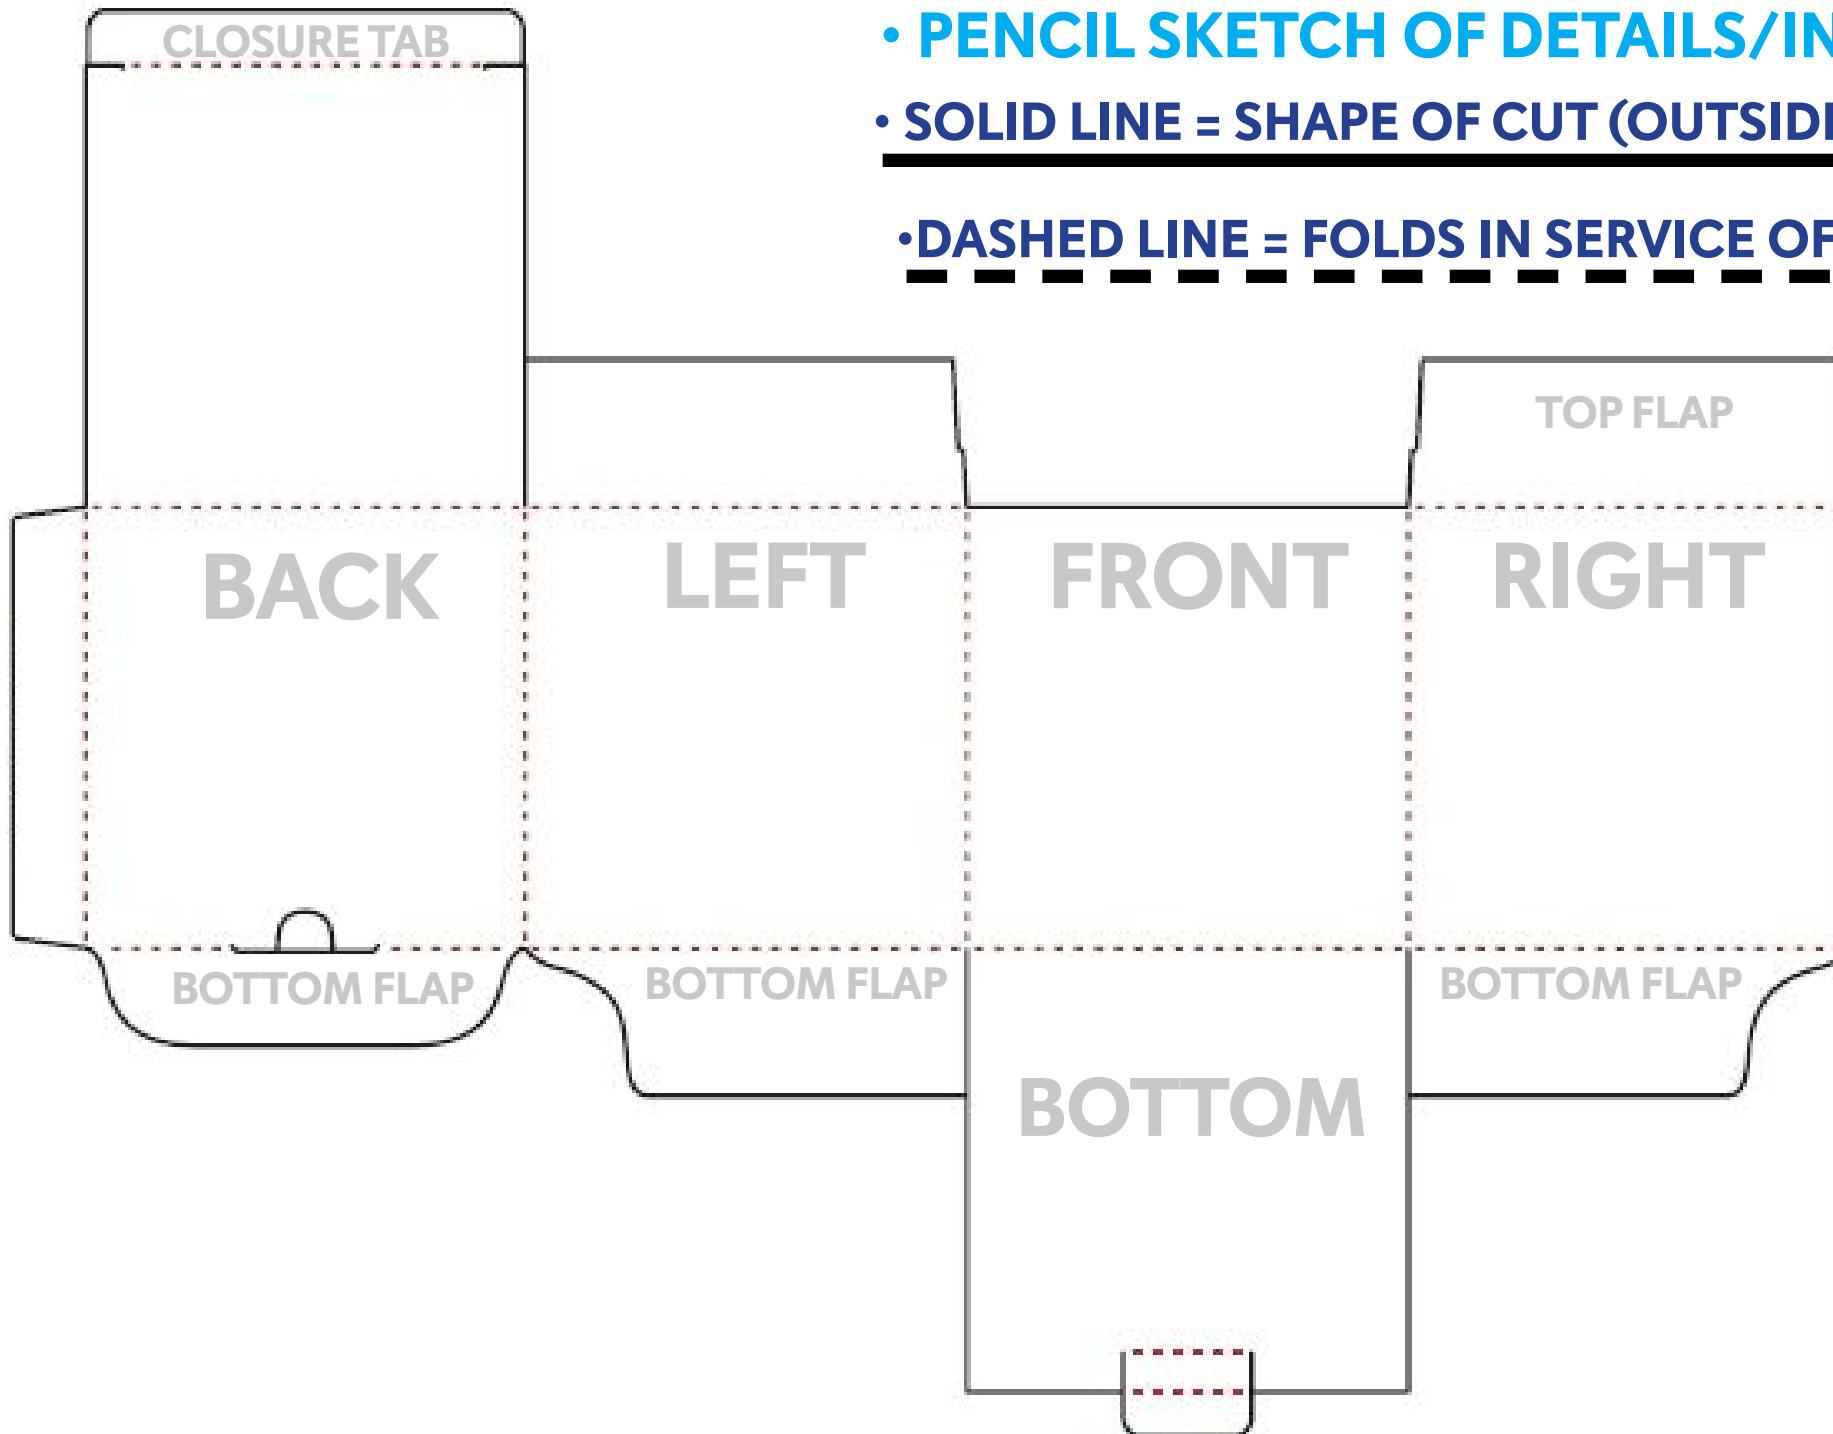 CLOSURE TAB
• PENCIL SKETCH OF DETAILS/IN
• SOLID LINE = SHAPE OF CUT (OUTSIDE
•DASHED LINE = FOLDS IN SERVICE OF
TOP FLAP
BACK
LEFT
FRONT
RIGHT
BOTTOM FLAP
BOTTOM FLAP
BOTTOM FLAP
BOTTOM